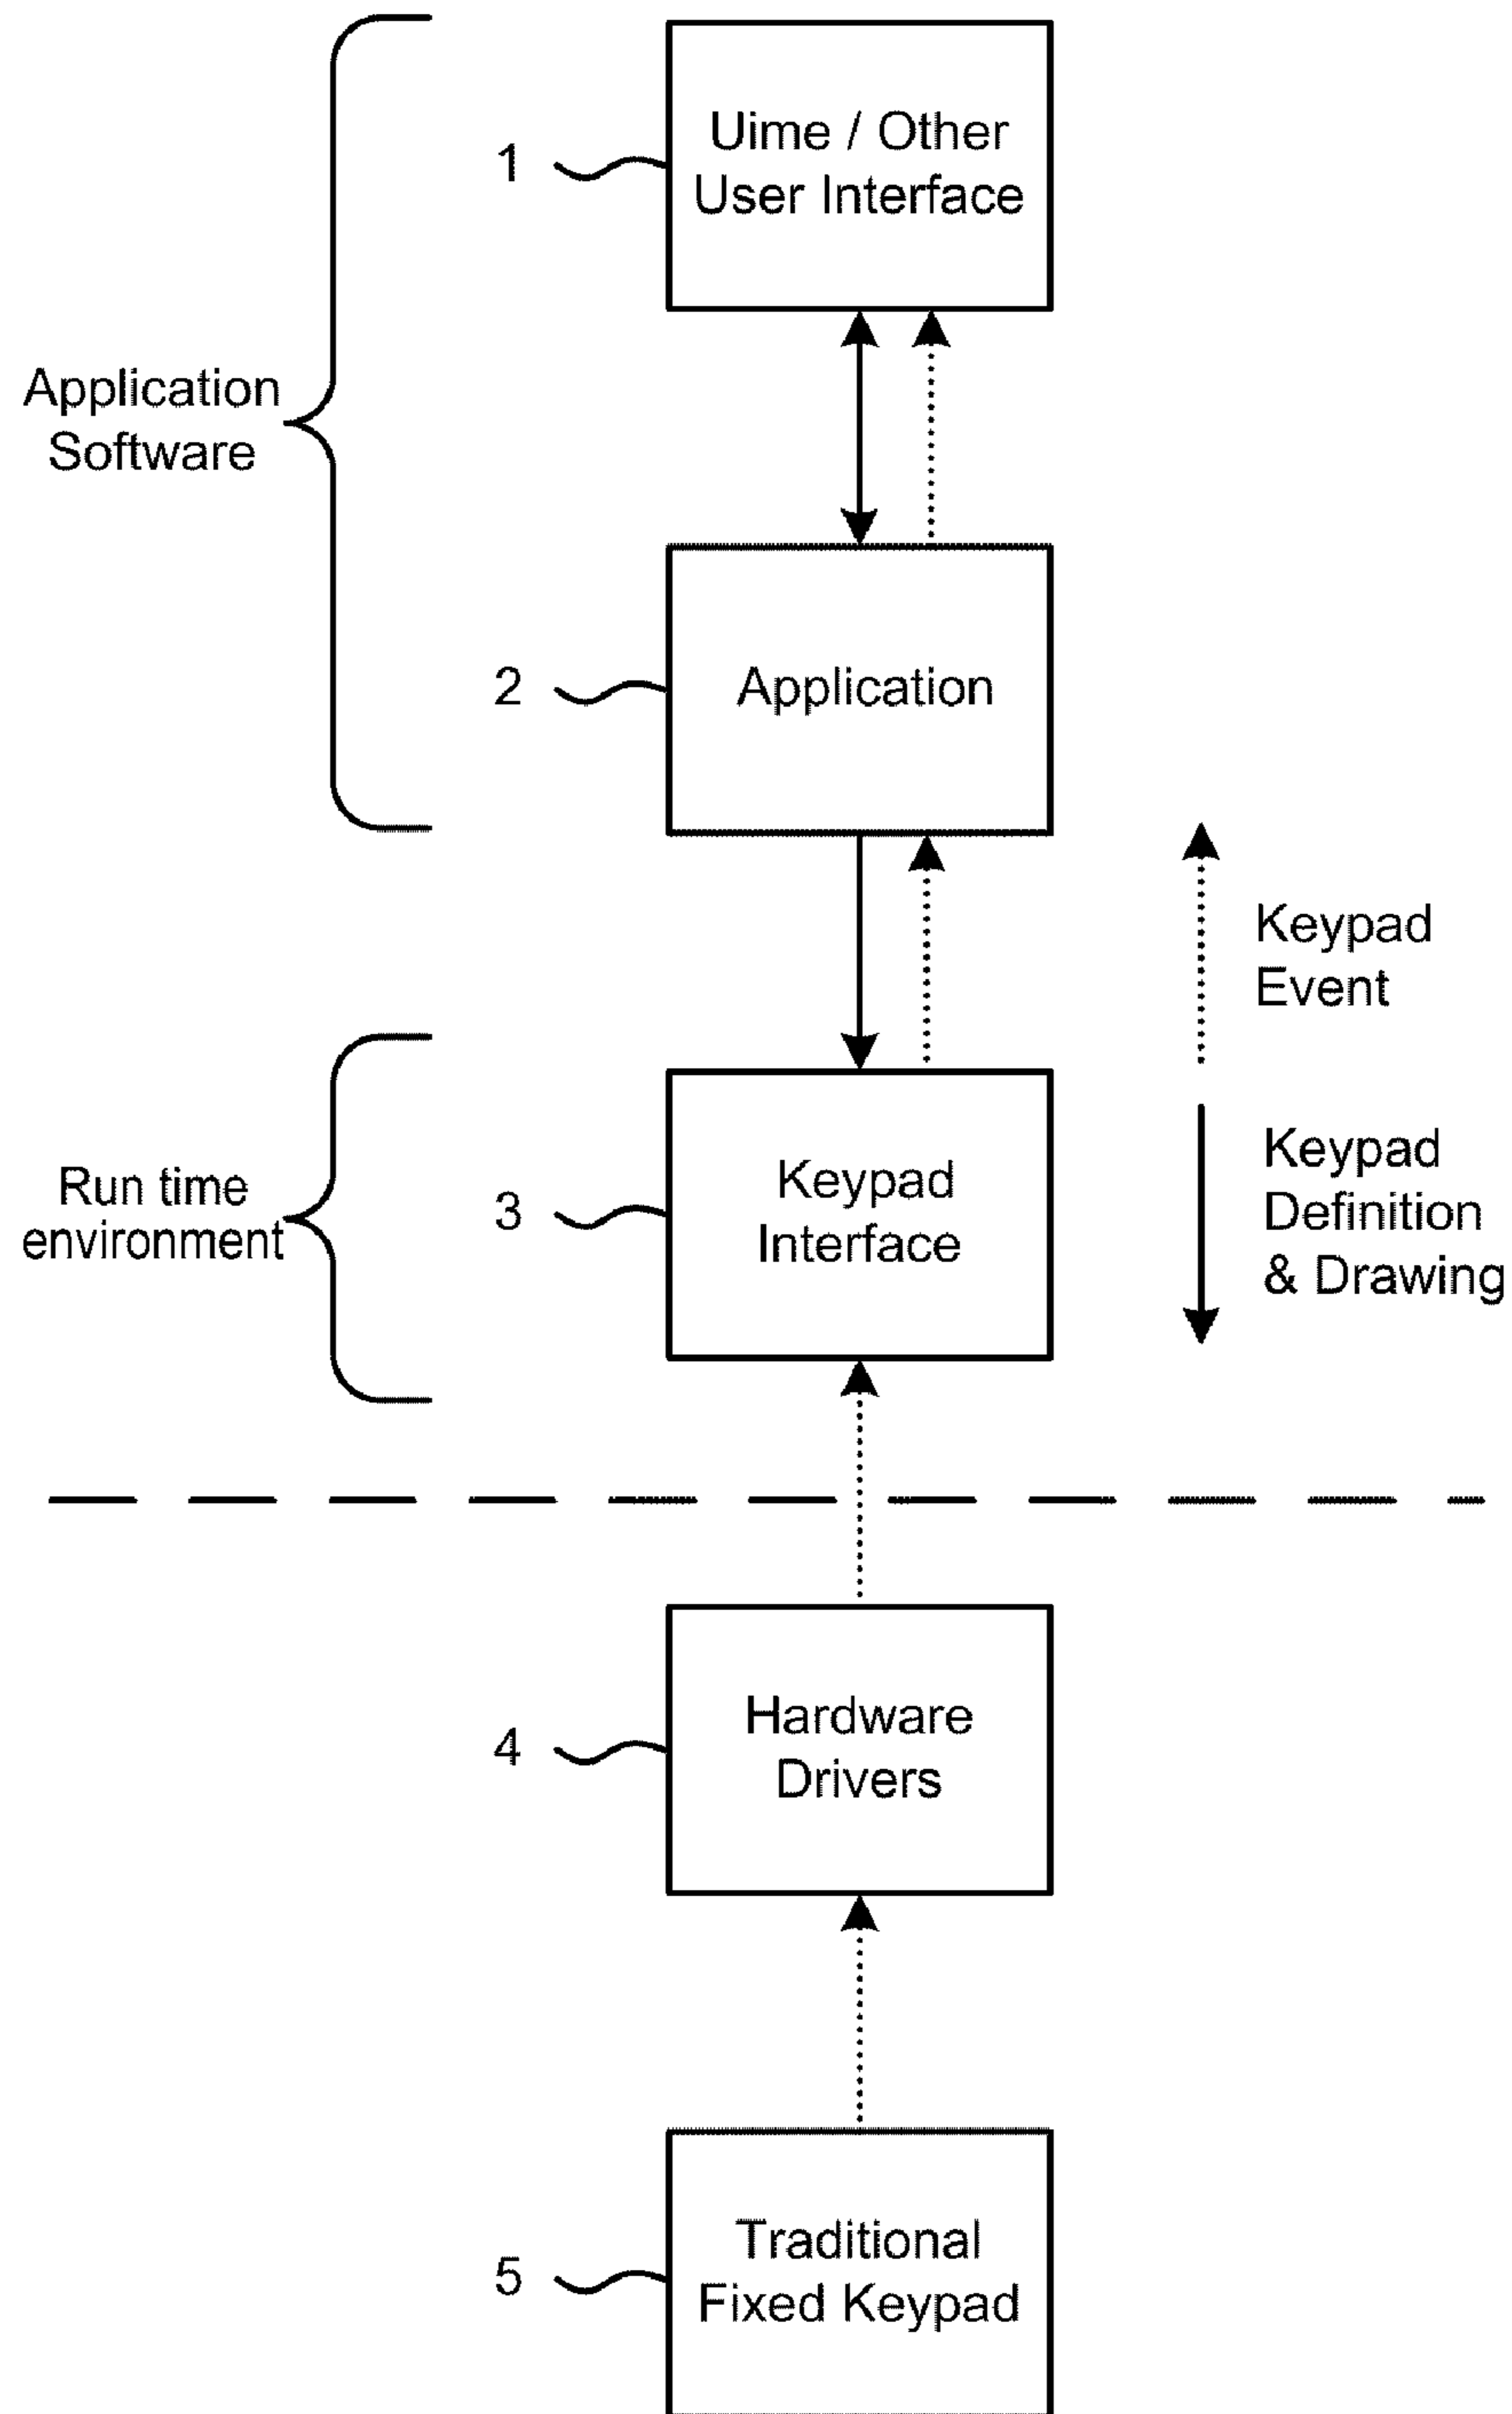 Uime / Other
User Interface
1
Application
Software
2
Application
Keypad
Event
Keypad
Definition
& Drawing
Run time
environment
3
Keypad
Interface
4
Hardware
Drivers
5
Traditional
Fixed Keypad